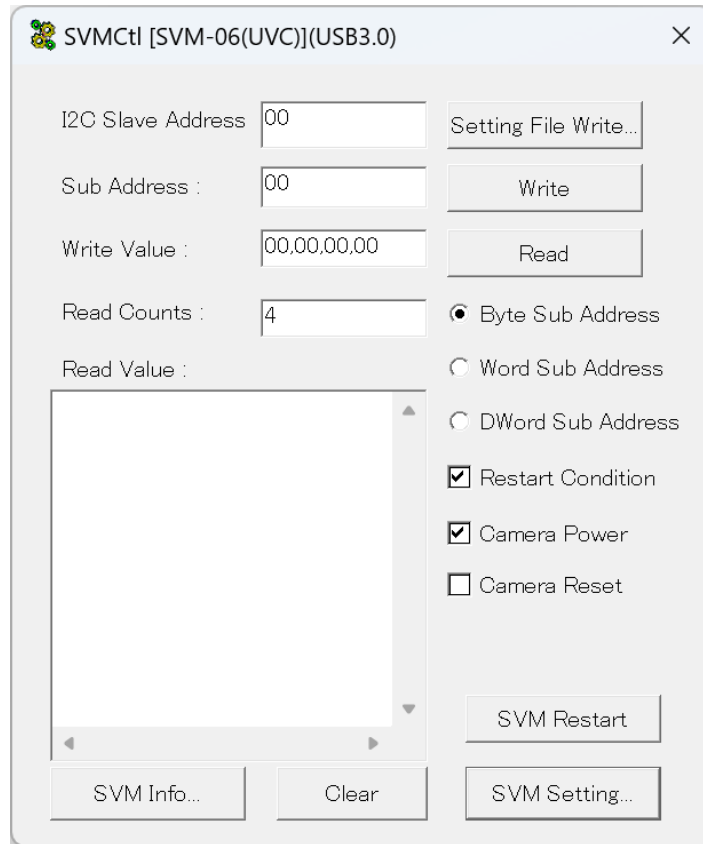 SVMCtl [SVM-06(UVC)](USB3.0)
I2C Slave Address 00 Setting File Write...
Sub Address : 00 Write
Write Value : 00,00,00,00 Read
Read Counts : 4 Byte Sub Address
Read Value : Word Sub Address
DWord Sub Address
Restart Condition
Camera Power
Camera Reset
SVM Restart
SVM Info... Clear SVM Setting...